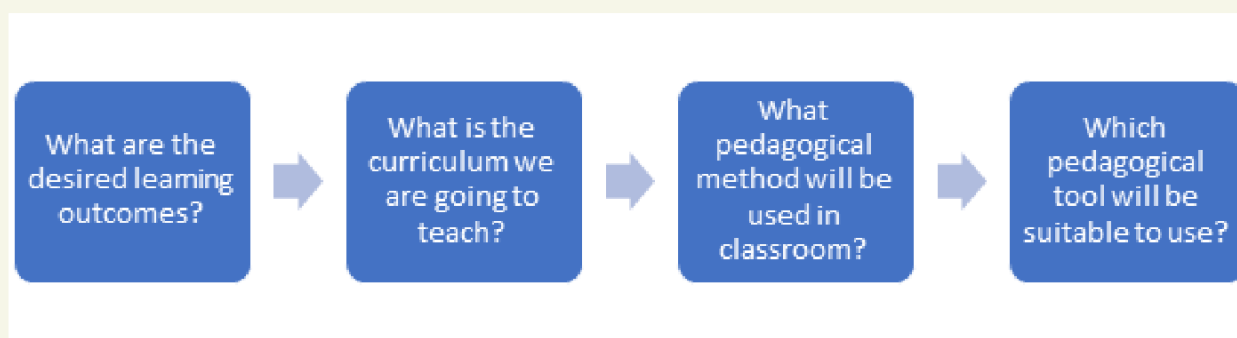 What are the
desired learning
outcomes?
What is the
curriculum we
are going to
teach?
What
pedagogical
method will be
used in
classroom?
Which
pedagogical
tool will be
suitable to use?